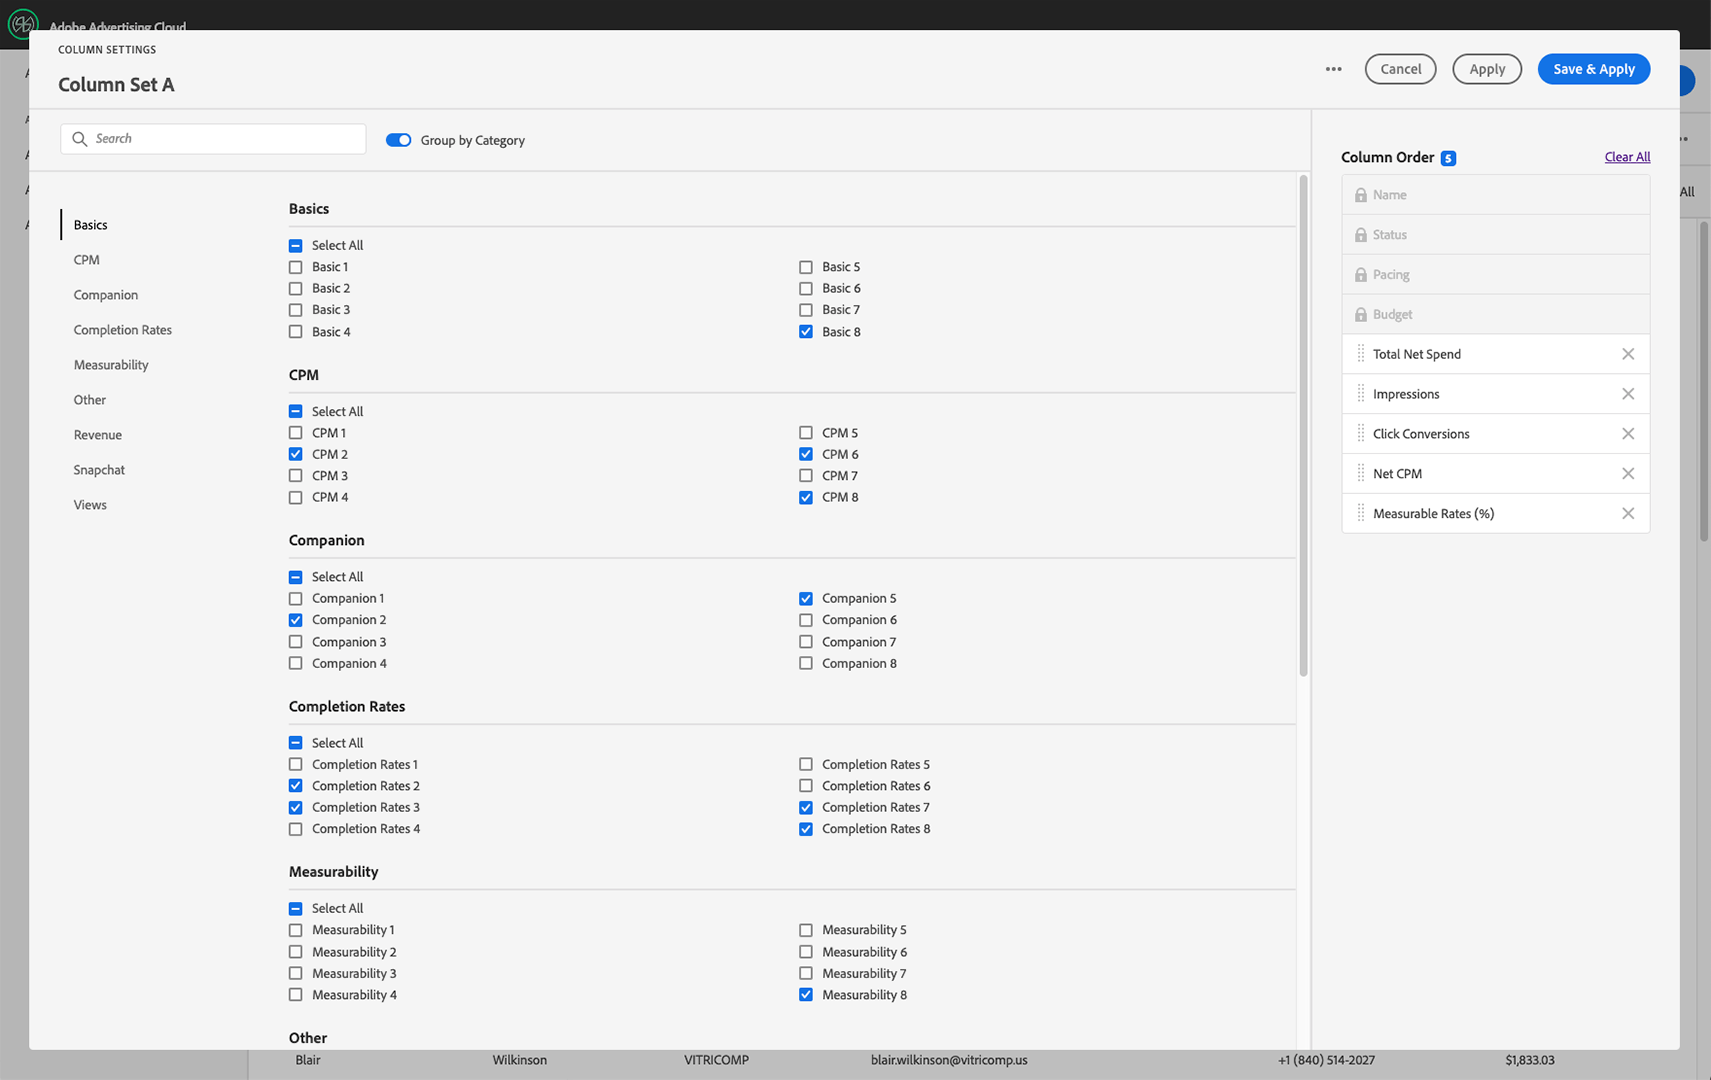 Adobe Advertising Cloud
COLUMN SETTINGS
Column Set A
Cancel
Apply
Save & Apply
Search
Group by Category
Basics
CPM
Companion
Completion Rates
Measurability
Other
Revenue
Snapchat
Views
Basics
Select All
Basic 1
Basic 2
Basic 3
Basic 4
Basic 5
Basic 6
Basic 7
Basic 8
CPM
Select All
CPM 1
CPM 2
CPM 3
CPM 4
CPM 5
CPM 6
CPM 7
CPM 8
Companion
Select All
Companion 1
Companion 2
Companion 3
Companion 4
Companion 5
Companion 6
Companion 7
Companion 8
Completion Rates
Select All
Completion Rates 1
Completion Rates 2
Completion Rates 3
Completion Rates 4
Completion Rates 5
Completion Rates 6
Completion Rates 7
Completion Rates 8
Measurability
Select All
Measurability 1
Measurability 2
Measurability 3
Measurability 4
Measurability 5
Measurability 6
Measurability 7
Measurability 8
Other
Column Order 5
Clear All
Name
Status
Pacing
Budget
Total Net Spend
Impressions
Click Conversions
Net CPM
Measurable Rates (%)
All
Blair Wilkinson VITRICOMP blair.wilkinson@vitricomp.us +1 (840) 514-2027 $1,833.03